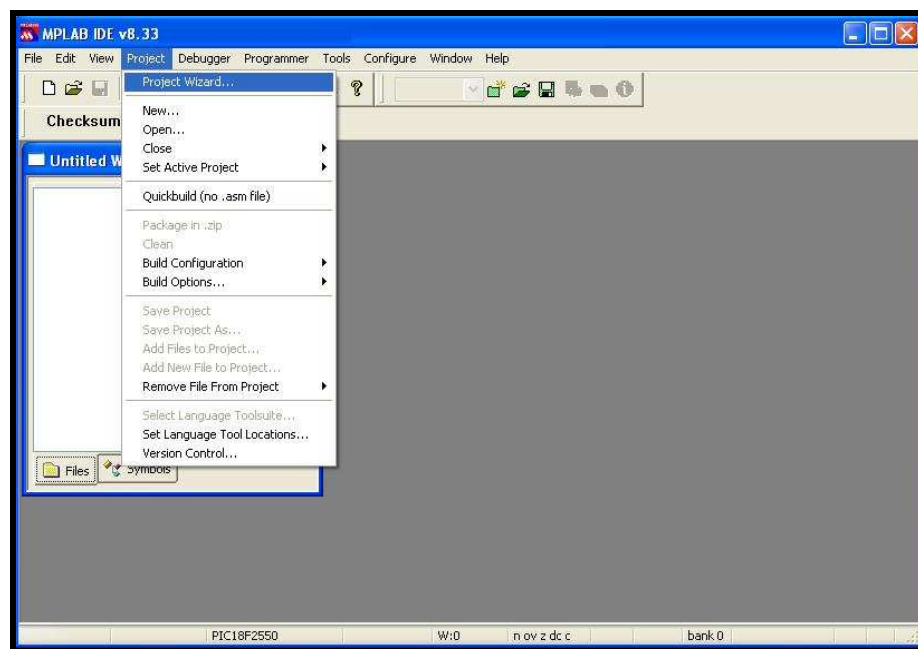 MPLAB IDE v8.33
File Edit View Project Debugger Programmer Tools Configure Window Help
Project Wizard...
Checksum
New...
Open...
Close
Set Active Project
Untitled W
Quickbuild (no .asm file)
Package in .zip
Clean
Build Configuration
Build Options...
Save Project
Save Project As...
Add Files to Project...
Add New File to Project...
Remove File From Project
Select Language Toolsuite...
Set Language Tool Locations...
Version Control...
Files Symbols
PIC18F2550 W:0 n ov z dc c bank 0